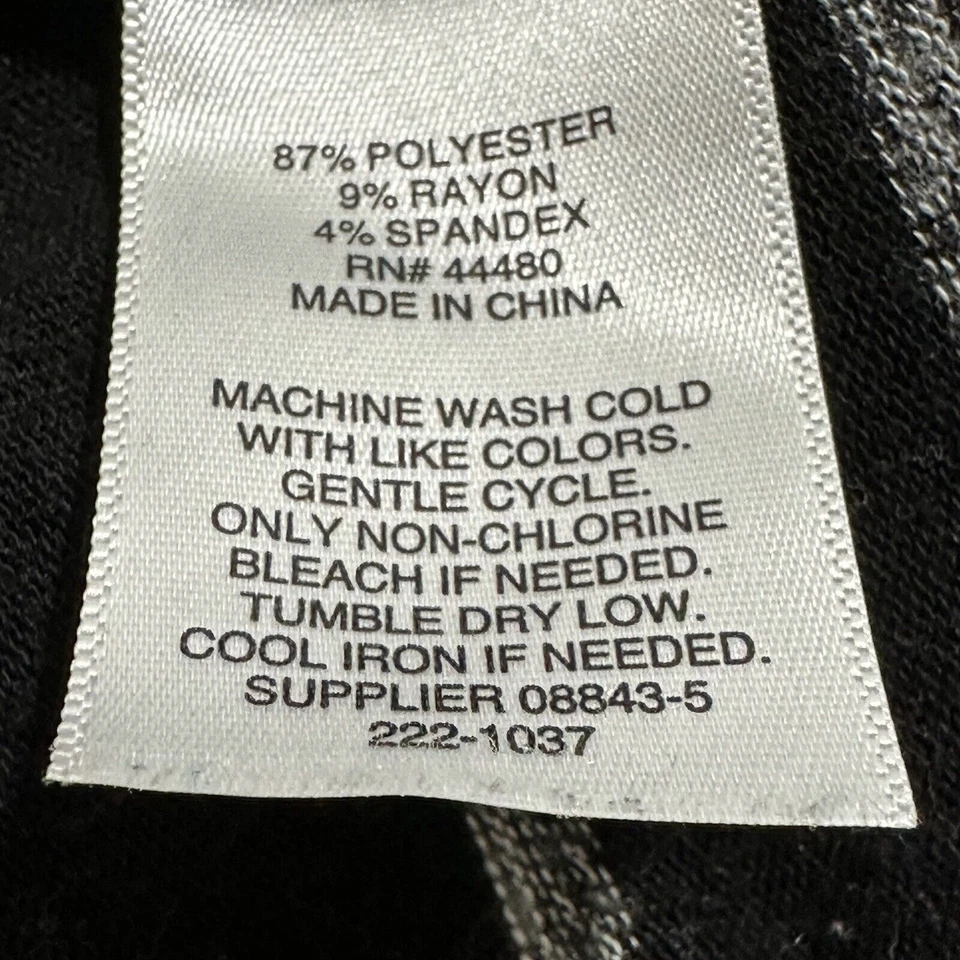 87% POLYESTER
9% RAYON
4% SPANDEX
RN# 44480
MADE IN CHINA
MACHINE WASH COLD
WITH LIKE COLORS.
GENTLE CYCLE.
ONLY NON-CHLORINE
BLEACH IF NEEDED.
TUMBLE DRY LOW.
COOL IRON IF NEEDED.
SUPPLIER 08843-5
222-1037